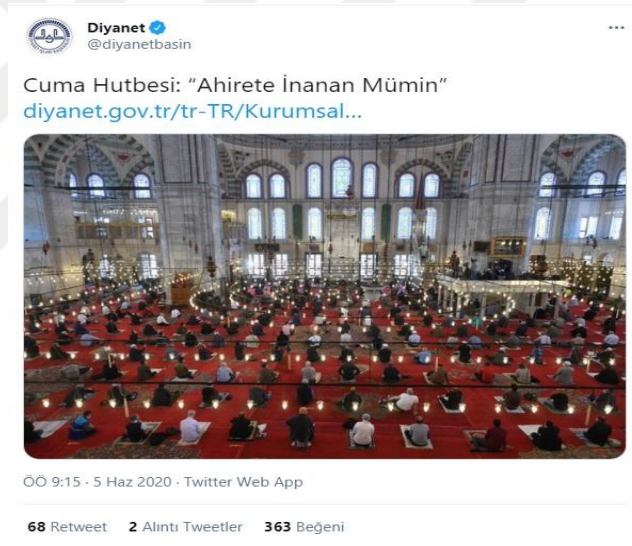 Diyanet
@diyanetbasin
Cuma Hutbesi: “Ahirete İnanan Mümin”
diyanet.gov.tr/tr-TR/Kurumsal...
ÖÖ 9:15 · 5 Haz 2020 · Twitter Web App
68 Retweet 2 Alıntı Tweetler 363 Beğeni